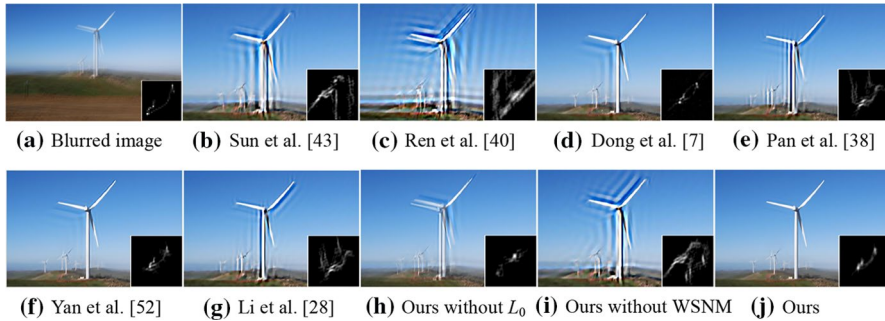 (a) Blurred image (b) Sun et al. [43] (c) Ren et al. [40] (d) Dong et al. [7] (e) Pan et al. [38]
(f) Yan et al. [52] (g) Li et al. [28] (h) Ours without L₀ (i) Ours without WSNM (j) Ours